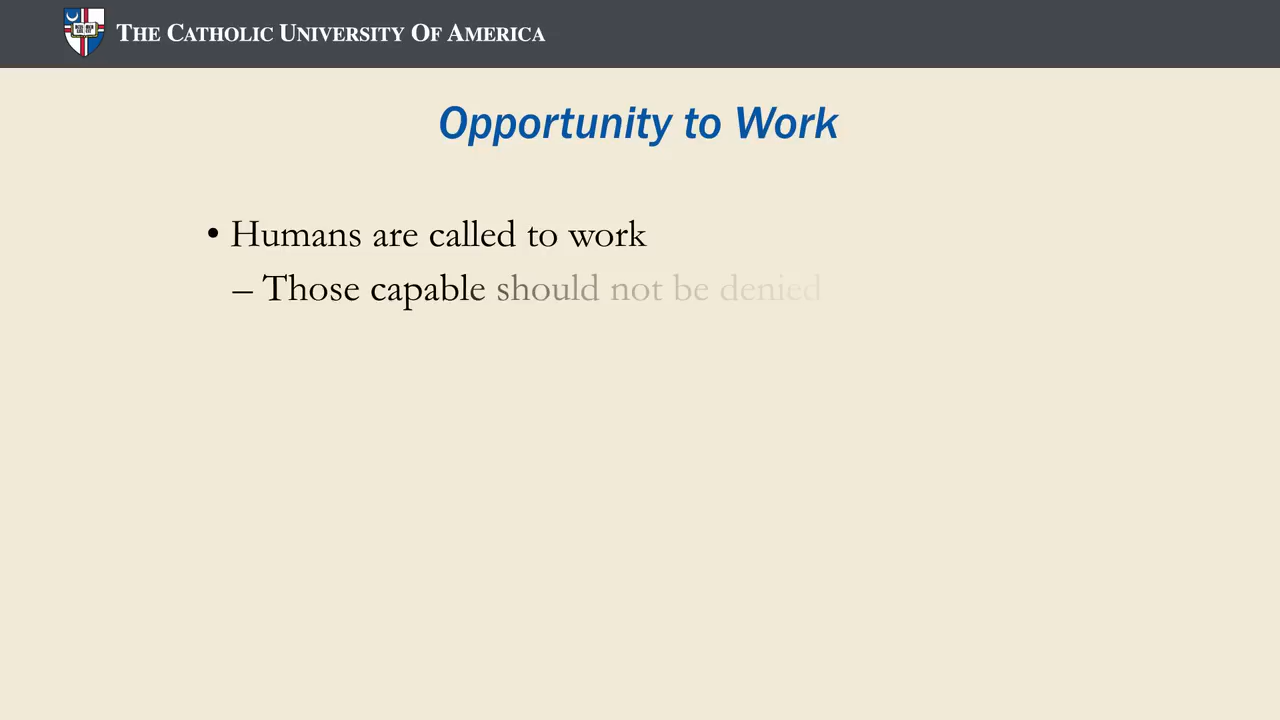 THE CATHOLIC UNIVERSITY OF AMERICA
Opportunity to Work
• Humans are called to work
– Those capable should not be denied